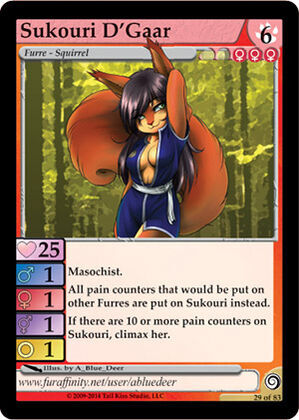 Sukouri D'Gaar
6
Furre - Squirrel
25
1
Masochist.
1
All pain counters that would be put on
other Furres are put on Sukouri instead.
1
If there are 10 or more pain counters on
Sukouri, climax her.
1
Illus. by A_Blue_Deer
www.furaffinity.net/user/abluedeer
29 of 83
© 2009-2014 Tail Kiss Studio, LLC